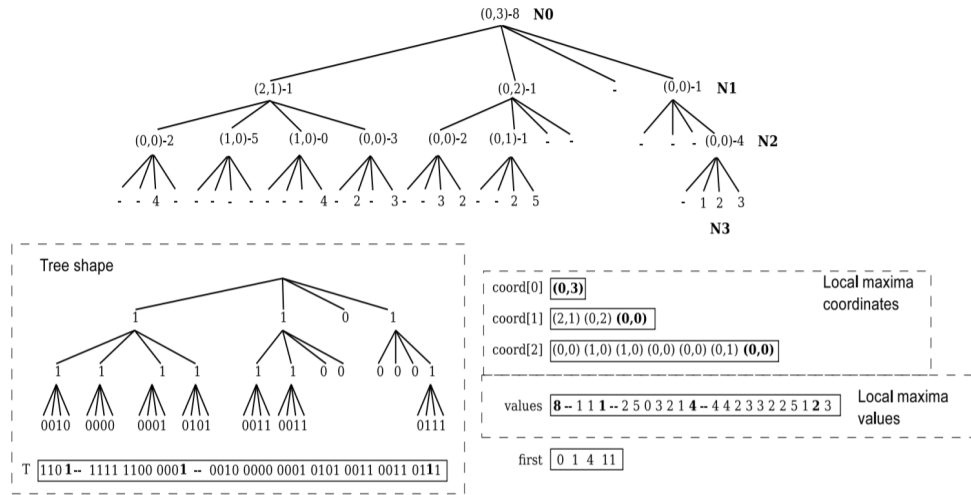 (0,3)-8 N0
(2,1)-1 (0,2)-1 - (0,0)-1 N1
(0,0)-2 (1,0)-5 (1,0)-0 (0,0)-3 (0,0)-2 (0,1)-1 - - - - - (0,0)-4 N2
- - 4 - - - - - - - - 4 - 2 - 3 - - 3 2 - - 2 5 - 1 2 3
N3
Tree shape
1 1 0 1
1 1 1 1 1 1 0 0 0 0 0 1
0010 0000 0001 0101 0011 0011 0111
T 1101-- 1111 1100 0001 -- 0010 0000 0001 0101 0011 0011 0111
Local maxima
coordinates
coord[0] (0,3)
coord[1] (2,1) (0,2) (0,0)
coord[2] (0,0) (1,0) (1,0) (0,0) (0,0) (0,1) (0,0)
values 8 -- 1 1 1 -- 2 5 0 3 2 1 4 -- 4 4 2 3 3 2 2 5 1 2 3
Local maxima
values
first 0 1 4 11